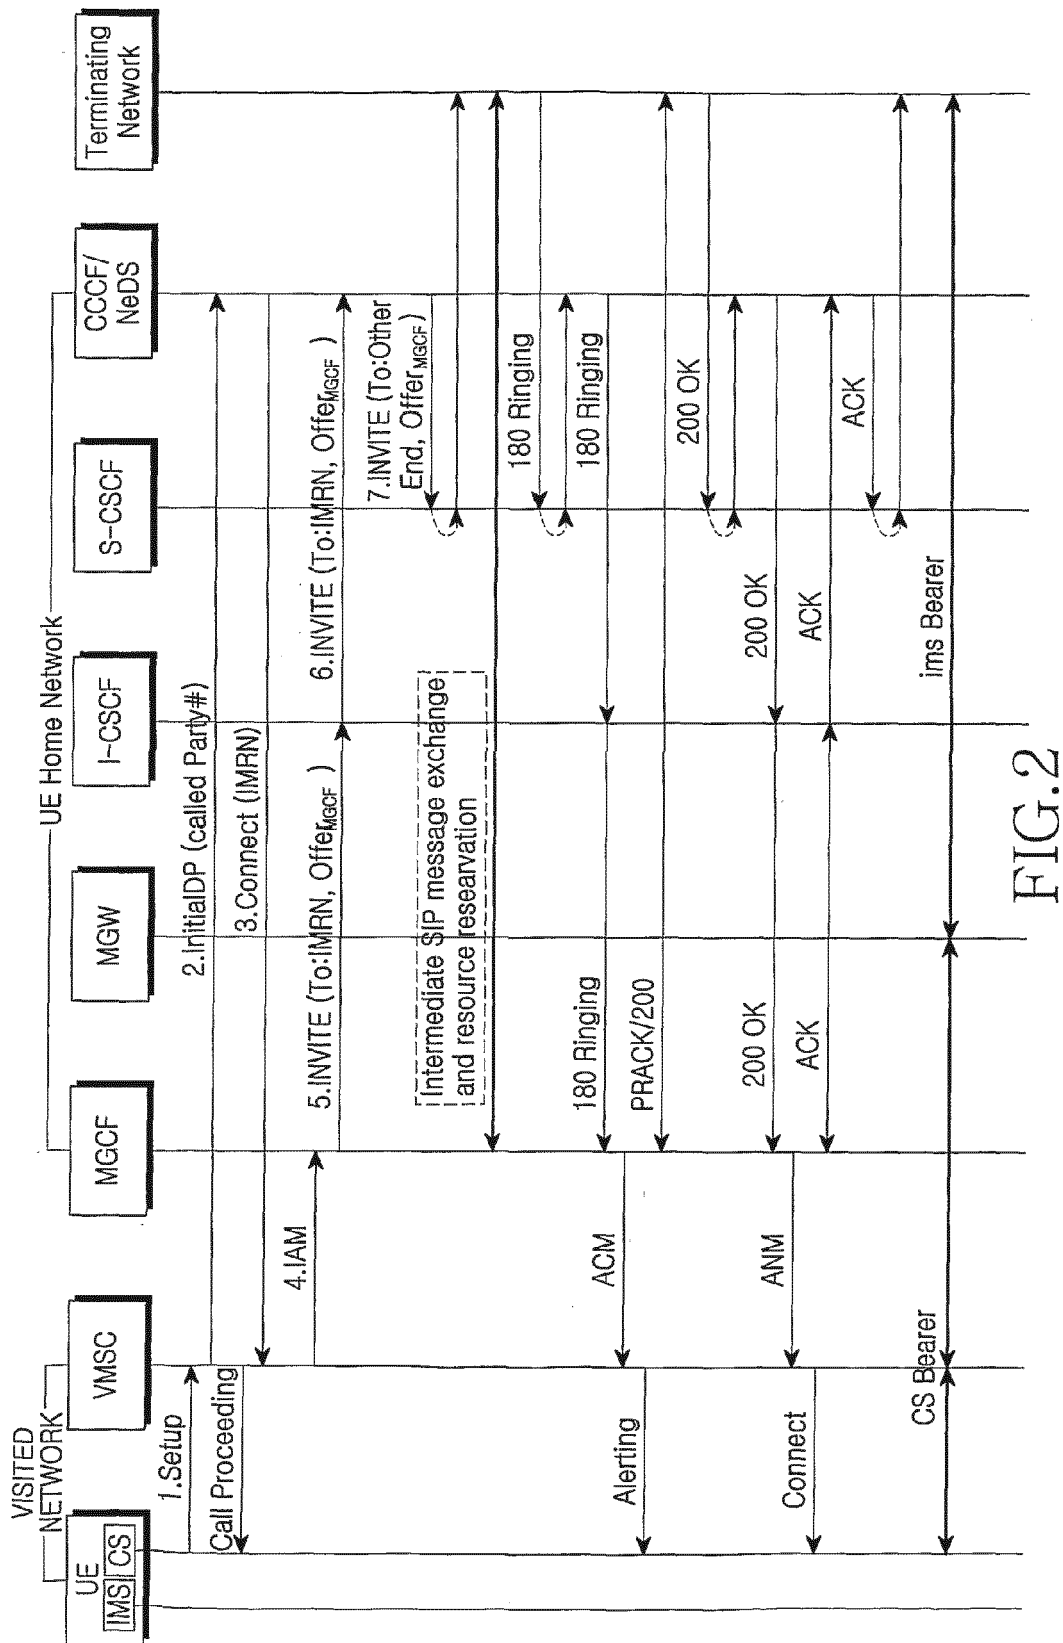 VISITED
NETWORK
UE Home Network
UE
IMS
CS
VMSC
MGCF
MGW
I-CSCF
S-CSCF
CCCF/
NeDS
Terminating
Network
1.Setup
2.InitialDP (called Party#)
Call Proceeding
3.Connect (IMRN)
4.IAM
5.INVITE (To:IMRN, OfferMGCF )
6.INVITE (To:IMRN, OfferMGCF )
7.INVITE (To:Other
End, OfferMGCF)
Intermediate SIP message exchange
and resource researvation
180 Ringing
180 Ringing
180 Ringing
ACM
Alerting
PRACK/200
200 OK
200 OK
200 OK
ANM
Connect
ACK
ACK
ACK
CS Bearer
ims Bearer
FIG.2